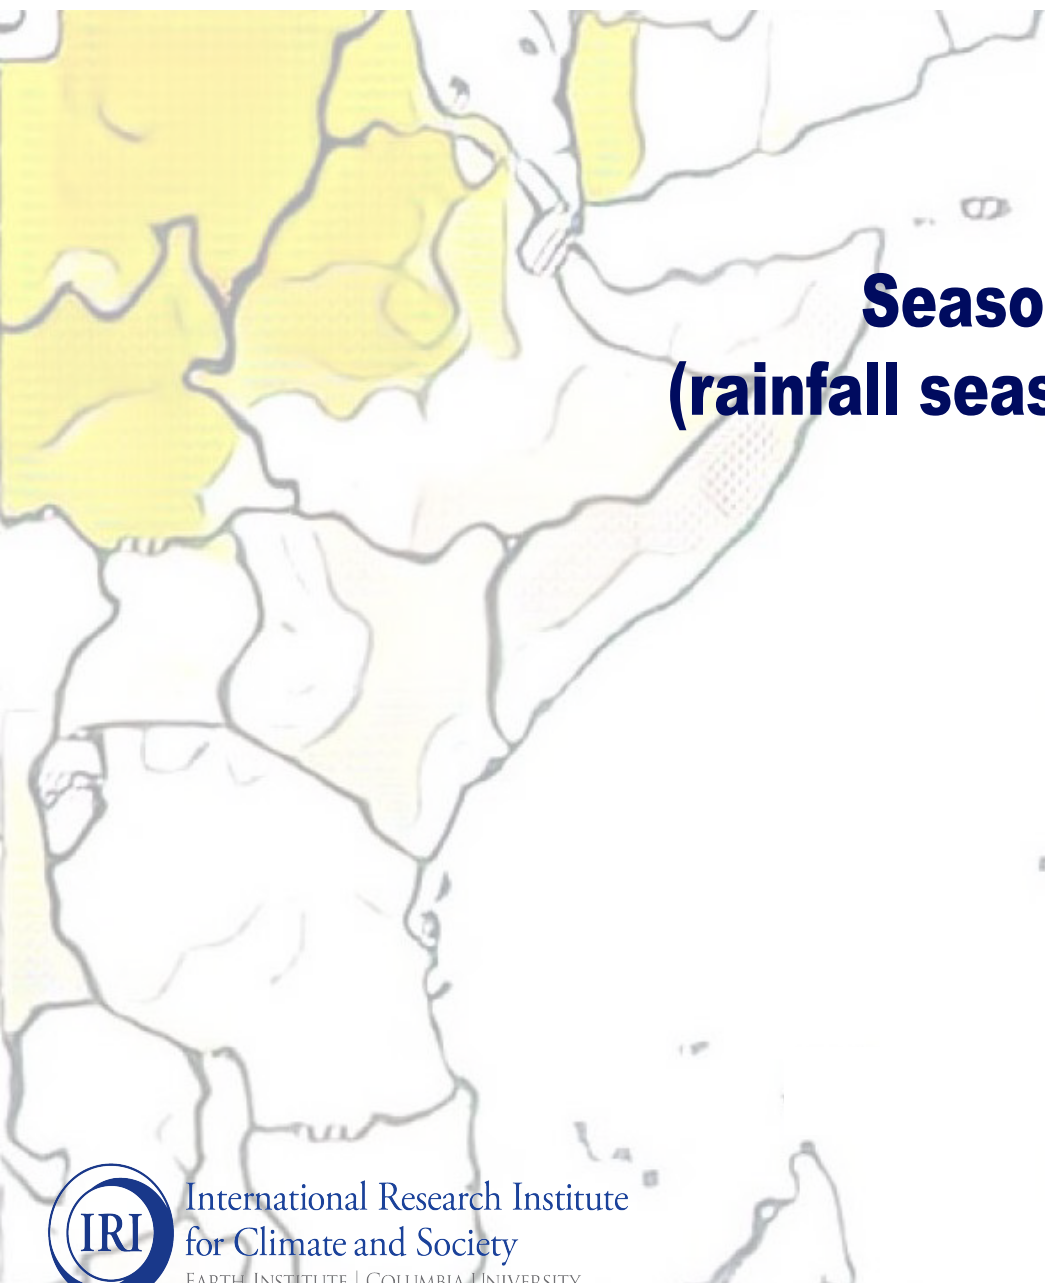 Seaso
(rainfall seas
IRI
International Research Institute
for Climate and Society
EARTH INSTITUTE | COLUMBIA UNIVERSITY